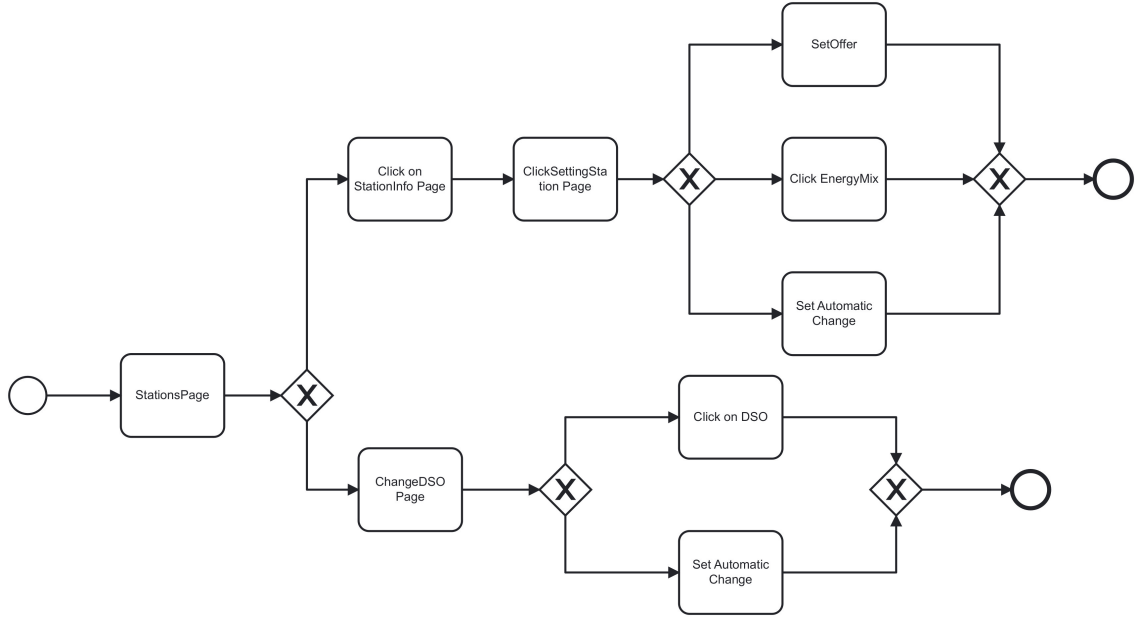 SetOffer
Click on
StationInfo Page
ClickSettingSta
tion Page
X
Click EnergyMix
X
Set Automatic
Change
StationsPage
X
Click on DSO
ChangeDSO
Page
X
X
Set Automatic
Change